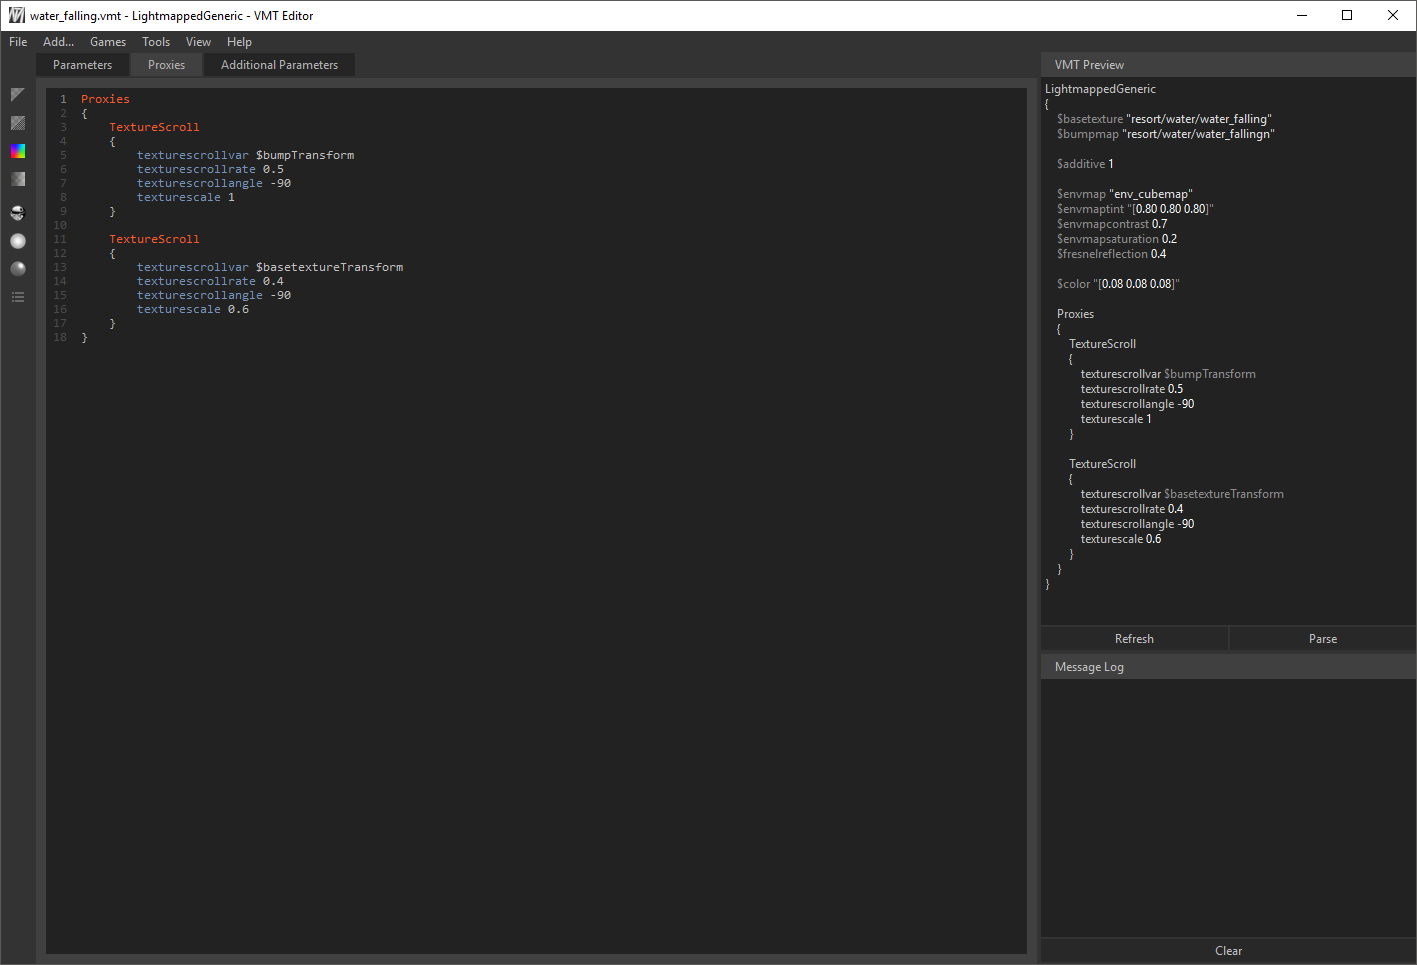 water_falling.vmt - LightmappedGeneric - VMT Editor
File Add... Games Tools View Help
Parameters Proxies Additional Parameters
1 Proxies
2 {
3 TextureScroll
4 {
5 texturescrollvar $bumpTransform
6 texturescrollrate 0.5
7 texturescrollangle -90
8 texturescale 1
9 }
10
11 TextureScroll
12 {
13 texturescrollvar $basetextureTransform
14 texturescrollrate 0.4
15 texturescrollangle -90
16 texturescale 0.6
17 }
18 }
VMT Preview
LightmappedGeneric
{
$basetexture "resort/water/water_falling"
$bumpmap "resort/water/water_fallingn"
$additive 1
$envmap "env_cubemap"
$envmaptint "[0.80 0.80 0.80]"
$envmapcontrast 0.7
$envmapsaturation 0.2
$fresnelreflection 0.4
$color "[0.08 0.08 0.08]"
Proxies
{
TextureScroll
{
texturescrollvar $bumpTransform
texturescrollrate 0.5
texturescrollangle -90
texturescale 1
}
TextureScroll
{
texturescrollvar $basetextureTransform
texturescrollrate 0.4
texturescrollangle -90
texturescale 0.6
}
}
}
Refresh Parse
Message Log
Clear